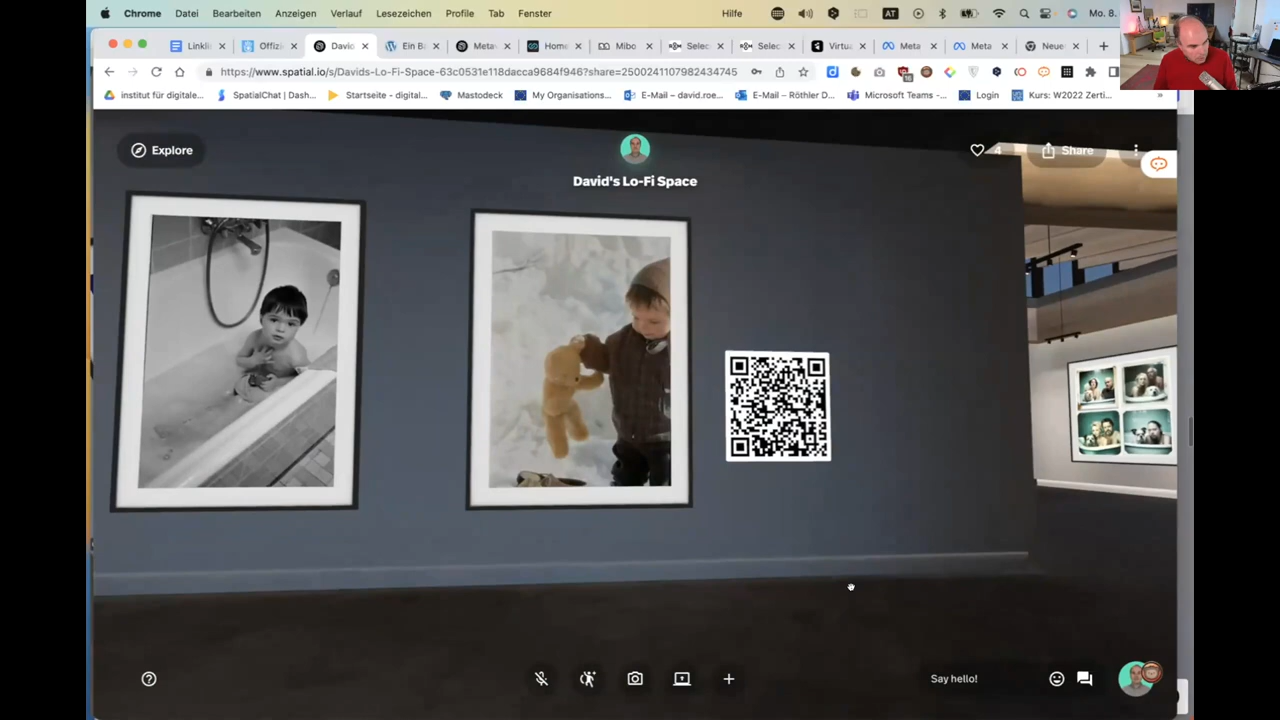 Chrome Datei Bearbeiten Anzeigen Verlauf Lesezeichen Profile Tab Fenster Hilfe AT Mo. 8.
Linkli Offizi Davic Ein B Metav Home Mibo Selec Selec Virtua Meta Meta Neue
https://www.spatial.io/s/Davids-Lo-Fi-Space-63c0531e118dacca9684f946?share=2500241107982434745
institut für digitale... SpatialChat | Dash... Startseite – digital... Mastodeck My Organisations... E-Mail – david.roe... E-Mail – Röthler D... Microsoft Teams -... Login Kurs: W2022 Zerti... »
Explore
4
Share
David's Lo-Fi Space
Say hello!